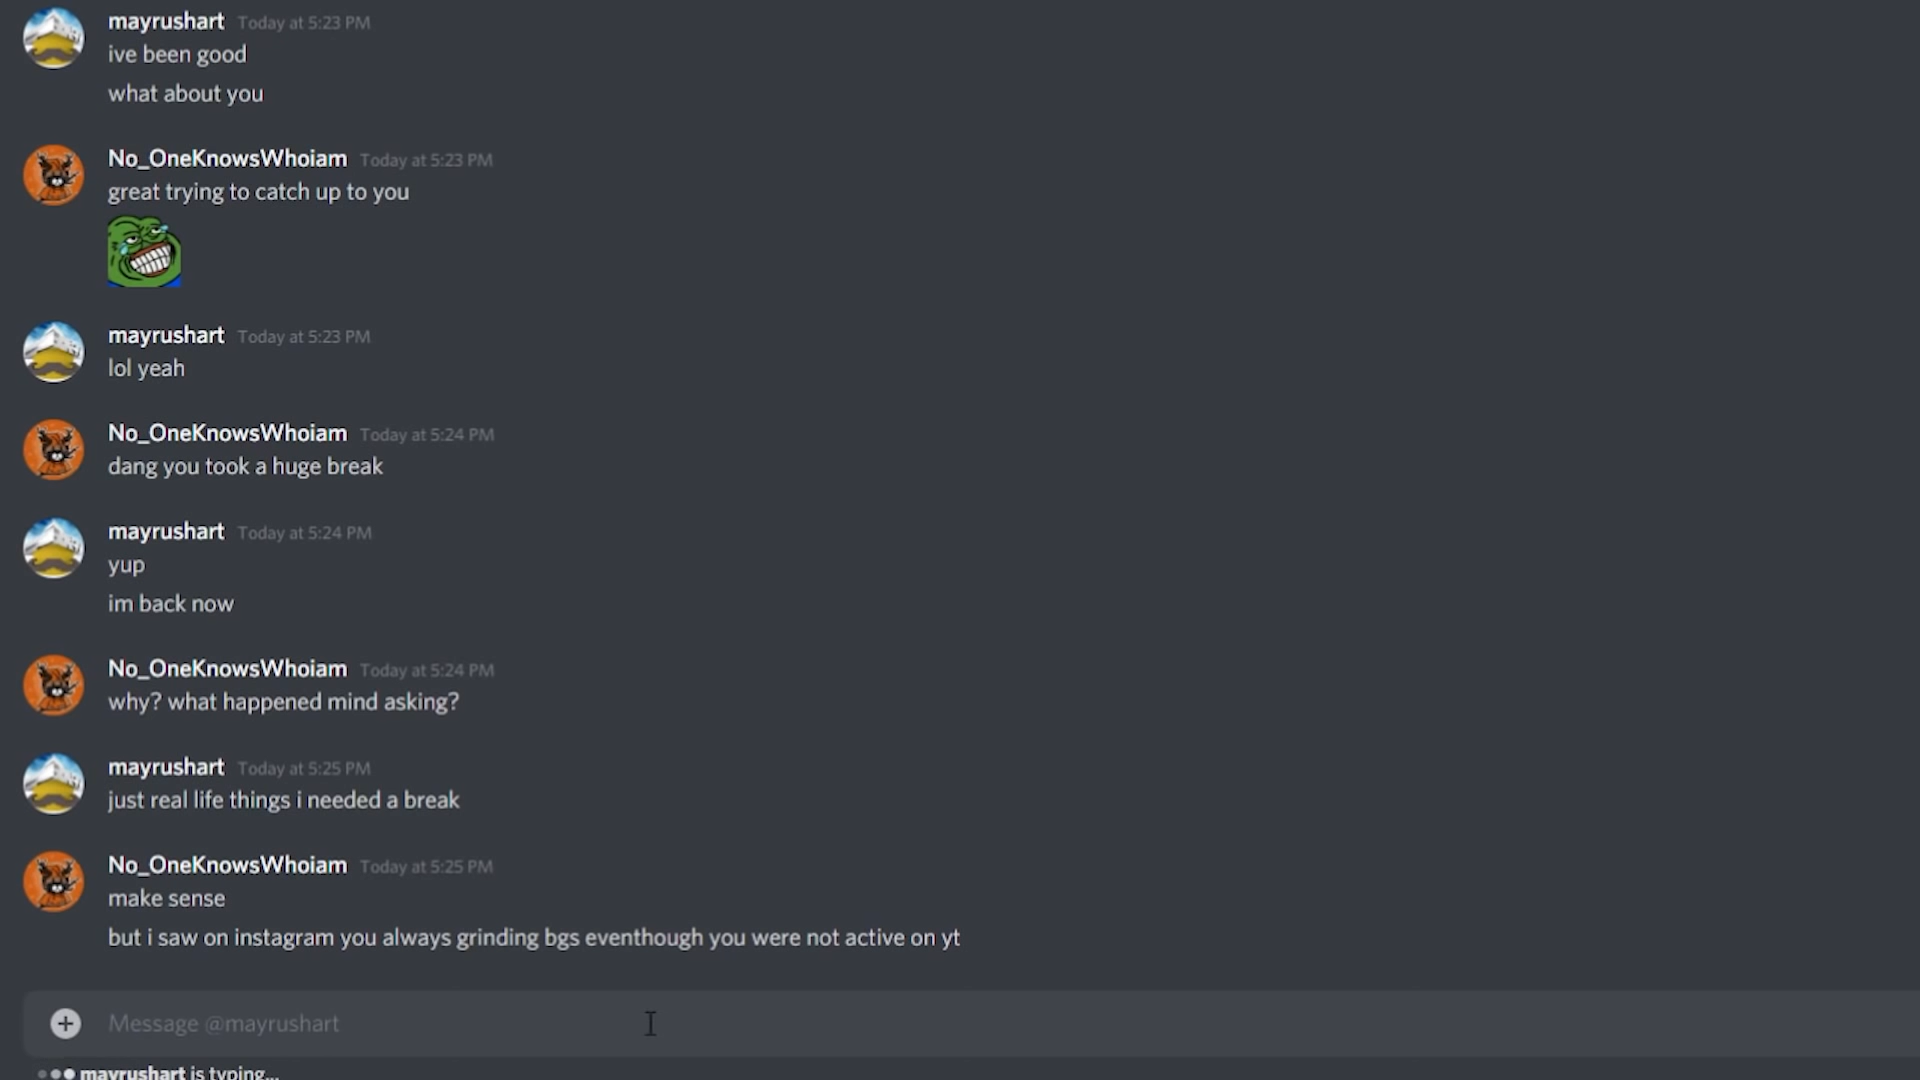 mayrushart Today at 5:23 PM
ive been good
what about you
No_OneKnowsWhoiam Today at 5:23 PM
great trying to catch up to you
mayrushart Today at 5:23 PM
lol yeah
No_OneKnowsWhoiam Today at 5:24 PM
dang you took a huge break
mayrushart Today at 5:24 PM
yup
im back now
No_OneKnowsWhoiam Today at 5:24 PM
why? what happened mind asking?
mayrushart Today at 5:25 PM
just real life things i needed a break
No_OneKnowsWhoiam Today at 5:25 PM
make sense
but i saw on instagram you always grinding bgs eventhough you were not active on yt
Message @mayrushart
mayrushart is typing...